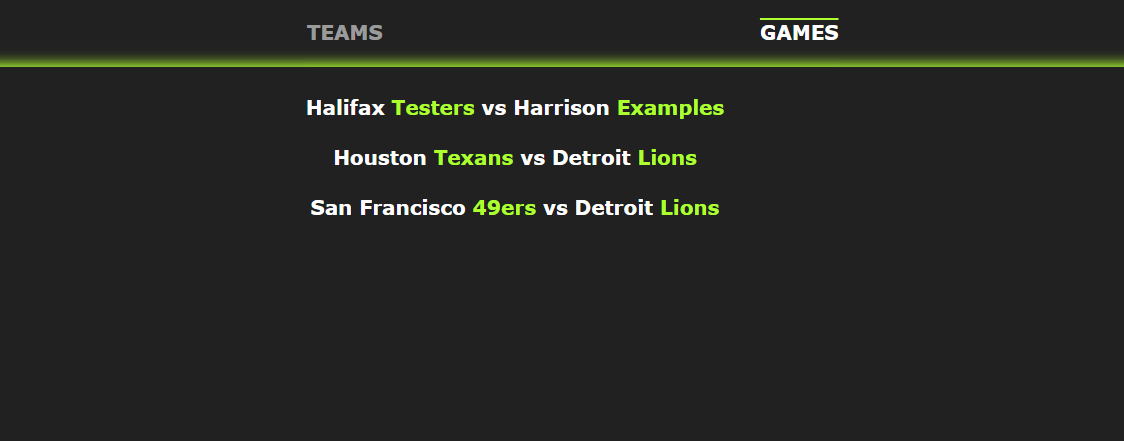 TEAMS GAMES
Halifax Testers vs Harrison Examples
Houston Texans vs Detroit Lions
San Francisco 49ers vs Detroit Lions